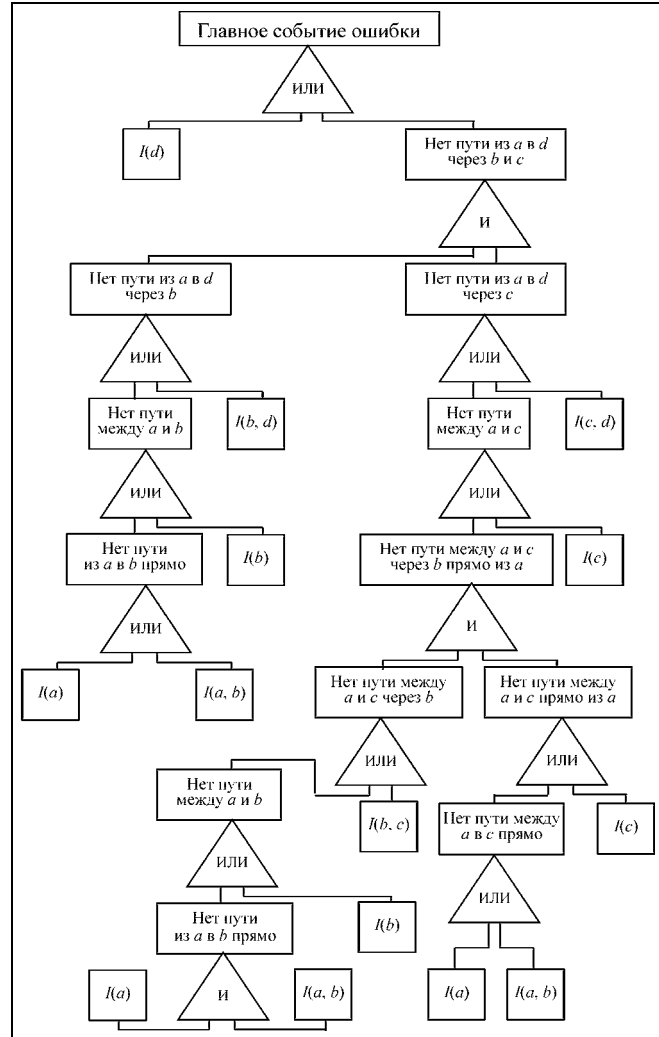 Главное событие ошибки
ИЛИ
I(d)
Нет пути из a в d
через b и c
И
Нет пути из a в d
через b
Нет пути из a в d
через c
ИЛИ
ИЛИ
Нет пути
между a и b
I(b, d)
Нет пути
между a и c
I(c, d)
ИЛИ
ИЛИ
Нет пути
из a в b прямо
I(b)
Нет пути между a и c
через b прямо из a
I(c)
ИЛИ
И
I(a)
I(a, b)
Нет пути между
a и c через b
Нет пути между
a и c прямо из a
ИЛИ
ИЛИ
Нет пути
между a и b
I(b, c)
Нет пути между
a в c прямо
I(c)
ИЛИ
ИЛИ
Нет пути
из a в b прямо
I(b)
I(a)
И
I(a, b)
I(a)
I(a, b)